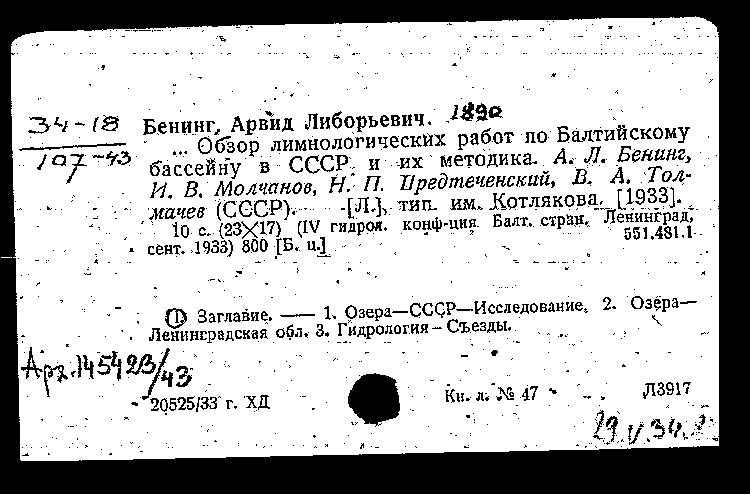 34-18
107-43
Бенинг, Арвид Либорьевич. 1890
... Обзор лимнологических работ по Балтийскому
бассейну в СССР и их методика. А. Л. Бенинг,
И. В. Молчанов, Н. П. Предтеченский, В. А. Тол-
мачев (СССР). [Л.], тип. им. Котлякова, [1933].
10 с. (23×17) (IV гидрол. конф-ция Балт. стран. Ленинград,
сент. 1933) 800 [Б. ц.]
551.481.1
① Заглавие. —— 1. Озера—СССР—Исследование. 2. Озера—
Ленинградская обл. 3. Гидрология—Съезды.
Арх. 145423/43
20525/33 г. ХД
Кн. л. № 47
Л3917
29.V.34.